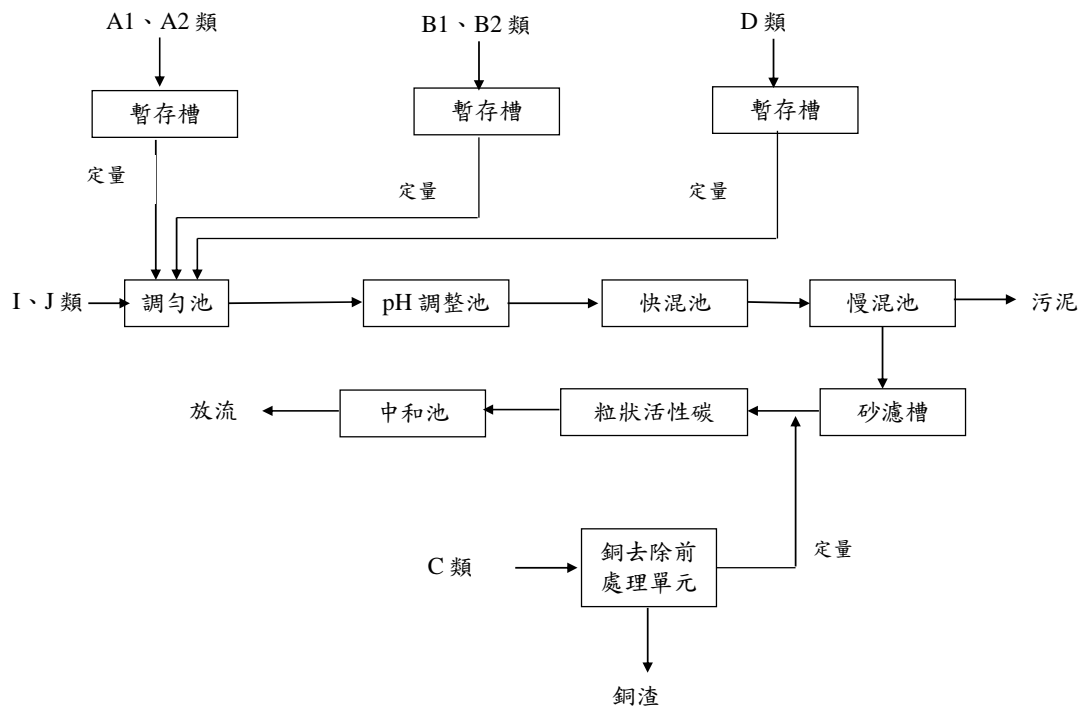 A1、A2 類
B1、B2 類
D 類
暫存槽
暫存槽
暫存槽
定量
定量
定量
I、J 類
調勻池
pH 調整池
快混池
慢混池
污泥
放流
中和池
粒狀活性碳
砂濾槽
C 類
銅去除前
處理單元
定量
銅渣